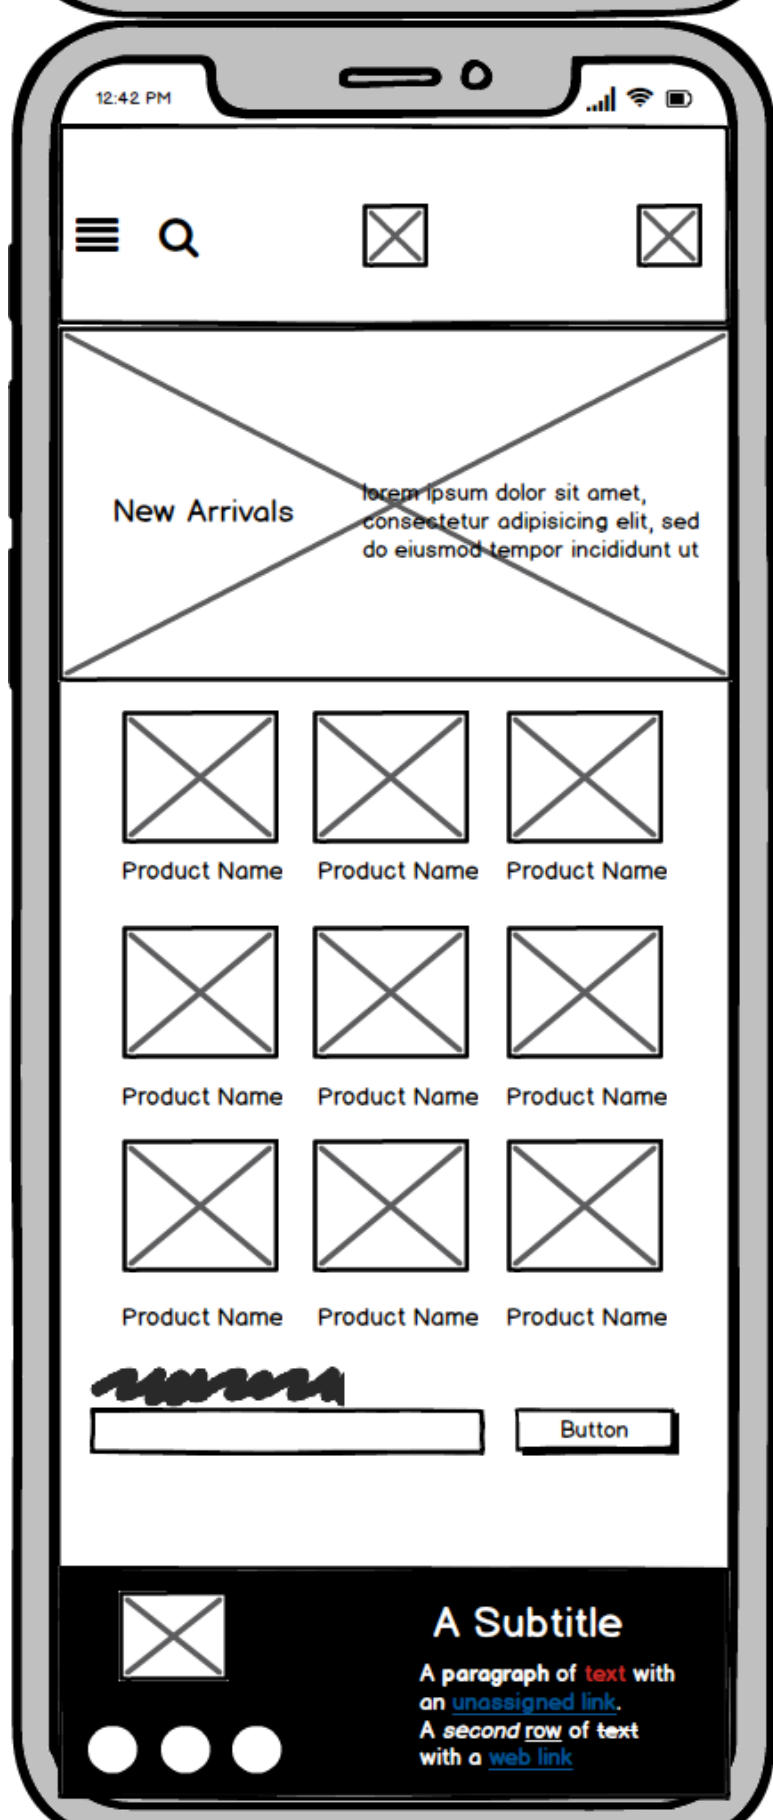 12:42 PM
New Arrivals
lorem ipsum dolor sit amet,
consectetur adipisicing elit, sed
do eiusmod tempor incididunt ut
Product Name Product Name Product Name
Product Name Product Name Product Name
Product Name Product Name Product Name
Button
A Subtitle
A paragraph of text with
an unassigned link.
A second row of text
with a web link